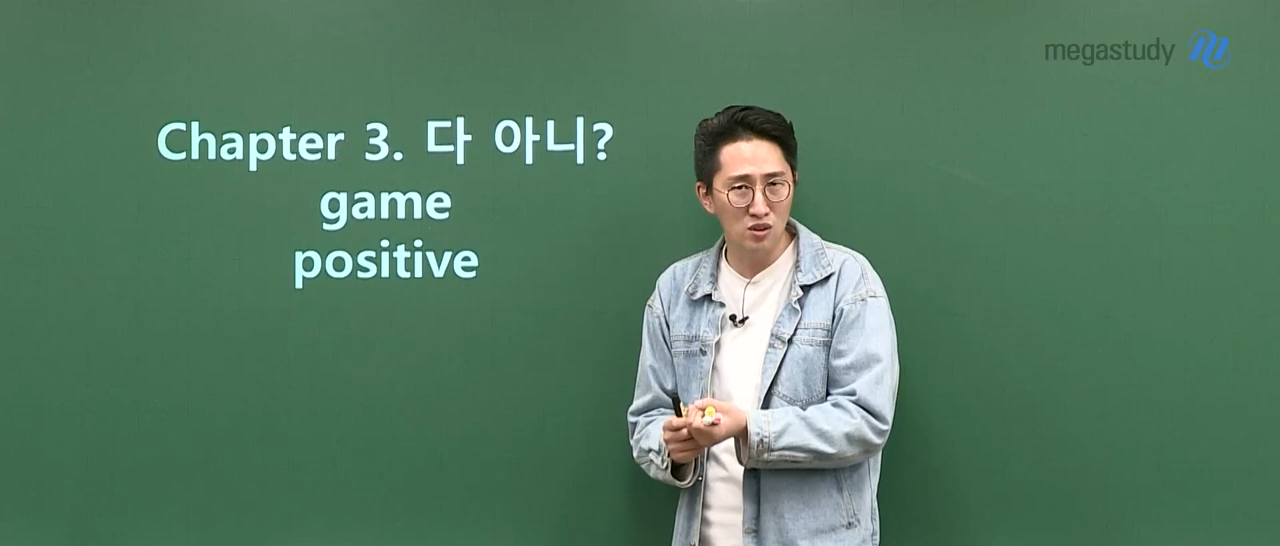 megastudy
Chapter 3. 다 아니?
game
positive